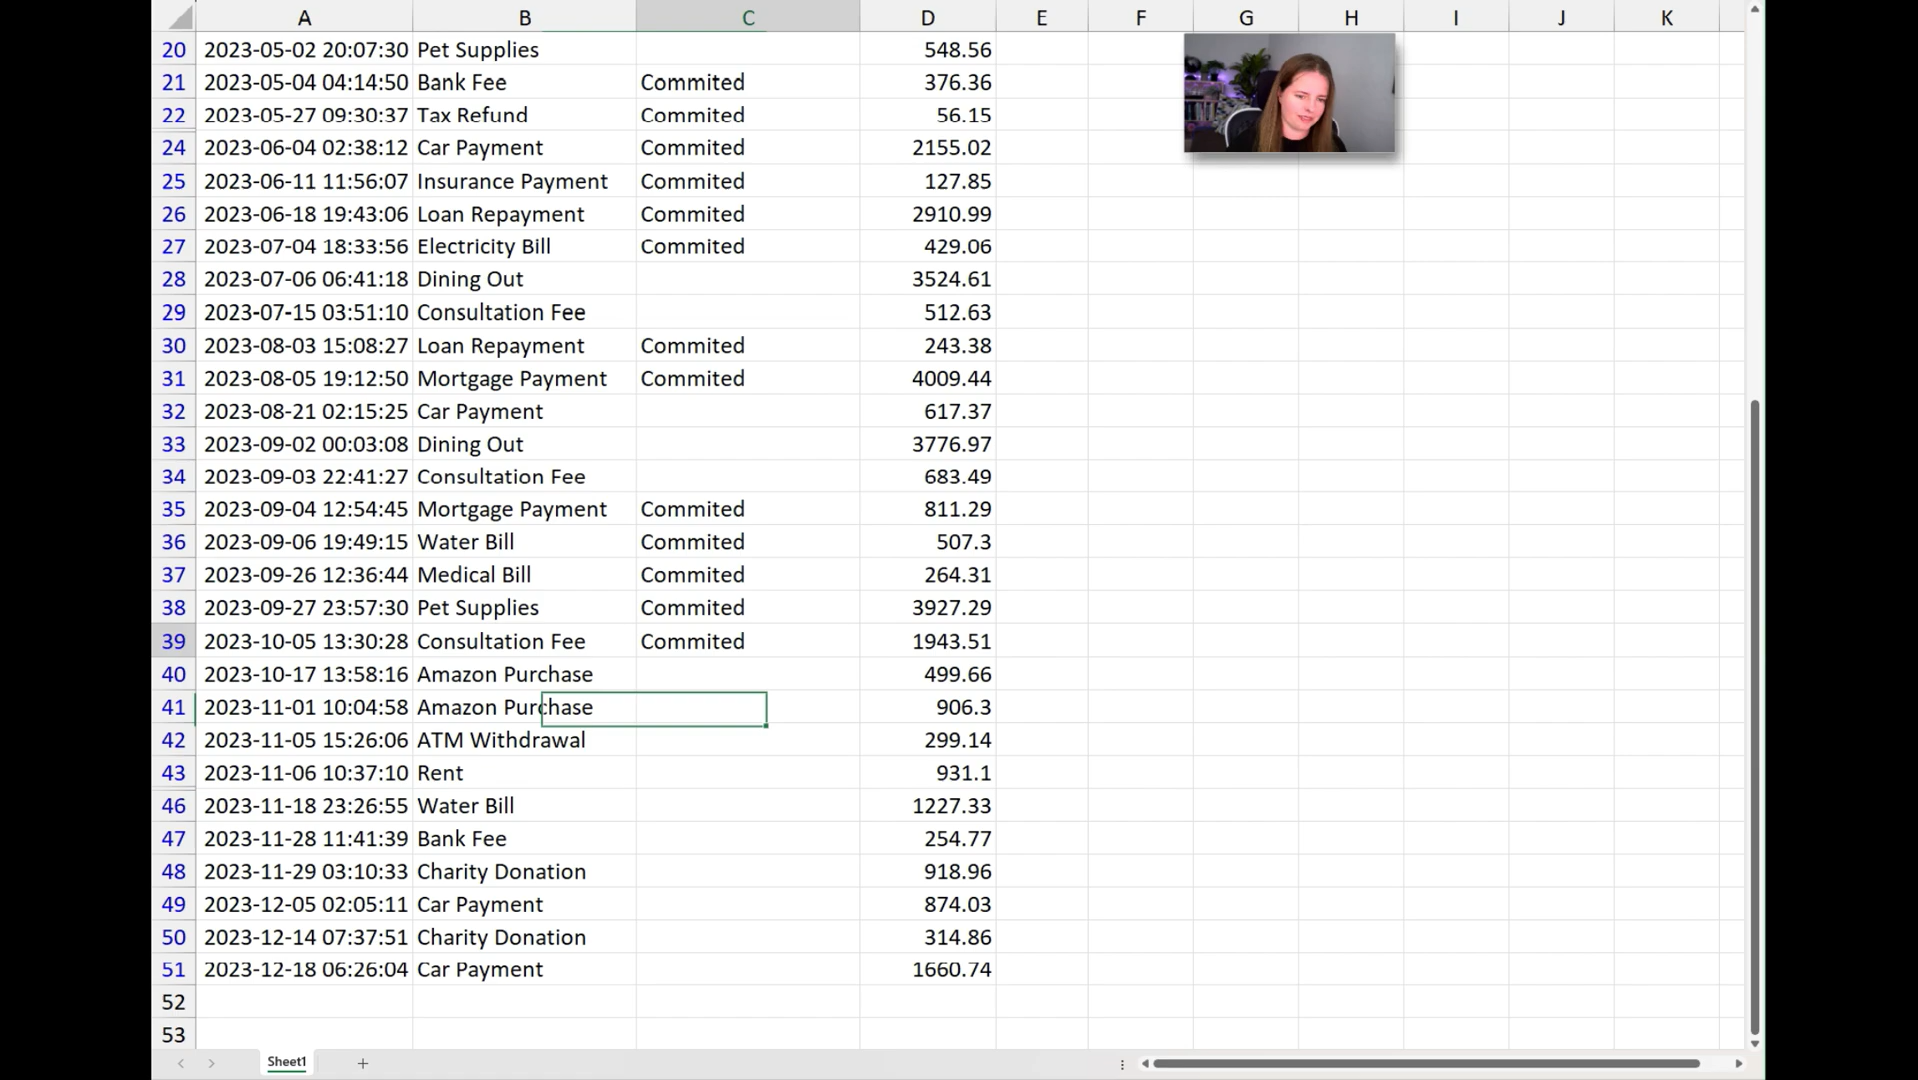 A B C D E F G H I J K
20 2023-05-02 20:07:30 Pet Supplies 548.56
21 2023-05-04 04:14:50 Bank Fee Commited 376.36
22 2023-05-27 09:30:37 Tax Refund Commited 56.15
24 2023-06-04 02:38:12 Car Payment Commited 2155.02
25 2023-06-11 11:56:07 Insurance Payment Commited 127.85
26 2023-06-18 19:43:06 Loan Repayment Commited 2910.99
27 2023-07-04 18:33:56 Electricity Bill Commited 429.06
28 2023-07-06 06:41:18 Dining Out 3524.61
29 2023-07-15 03:51:10 Consultation Fee 512.63
30 2023-08-03 15:08:27 Loan Repayment Commited 243.38
31 2023-08-05 19:12:50 Mortgage Payment Commited 4009.44
32 2023-08-21 02:15:25 Car Payment 617.37
33 2023-09-02 00:03:08 Dining Out 3776.97
34 2023-09-03 22:41:27 Consultation Fee 683.49
35 2023-09-04 12:54:45 Mortgage Payment Commited 811.29
36 2023-09-06 19:49:15 Water Bill Commited 507.3
37 2023-09-26 12:36:44 Medical Bill Commited 264.31
38 2023-09-27 23:57:30 Pet Supplies Commited 3927.29
39 2023-10-05 13:30:28 Consultation Fee Commited 1943.51
40 2023-10-17 13:58:16 Amazon Purchase 499.66
41 2023-11-01 10:04:58 Amazon Purchase 906.3
42 2023-11-05 15:26:06 ATM Withdrawal 299.14
43 2023-11-06 10:37:10 Rent 931.1
46 2023-11-18 23:26:55 Water Bill 1227.33
47 2023-11-28 11:41:39 Bank Fee 254.77
48 2023-11-29 03:10:33 Charity Donation 918.96
49 2023-12-05 02:05:11 Car Payment 874.03
50 2023-12-14 07:37:51 Charity Donation 314.86
51 2023-12-18 06:26:04 Car Payment 1660.74
52
53
Sheet1